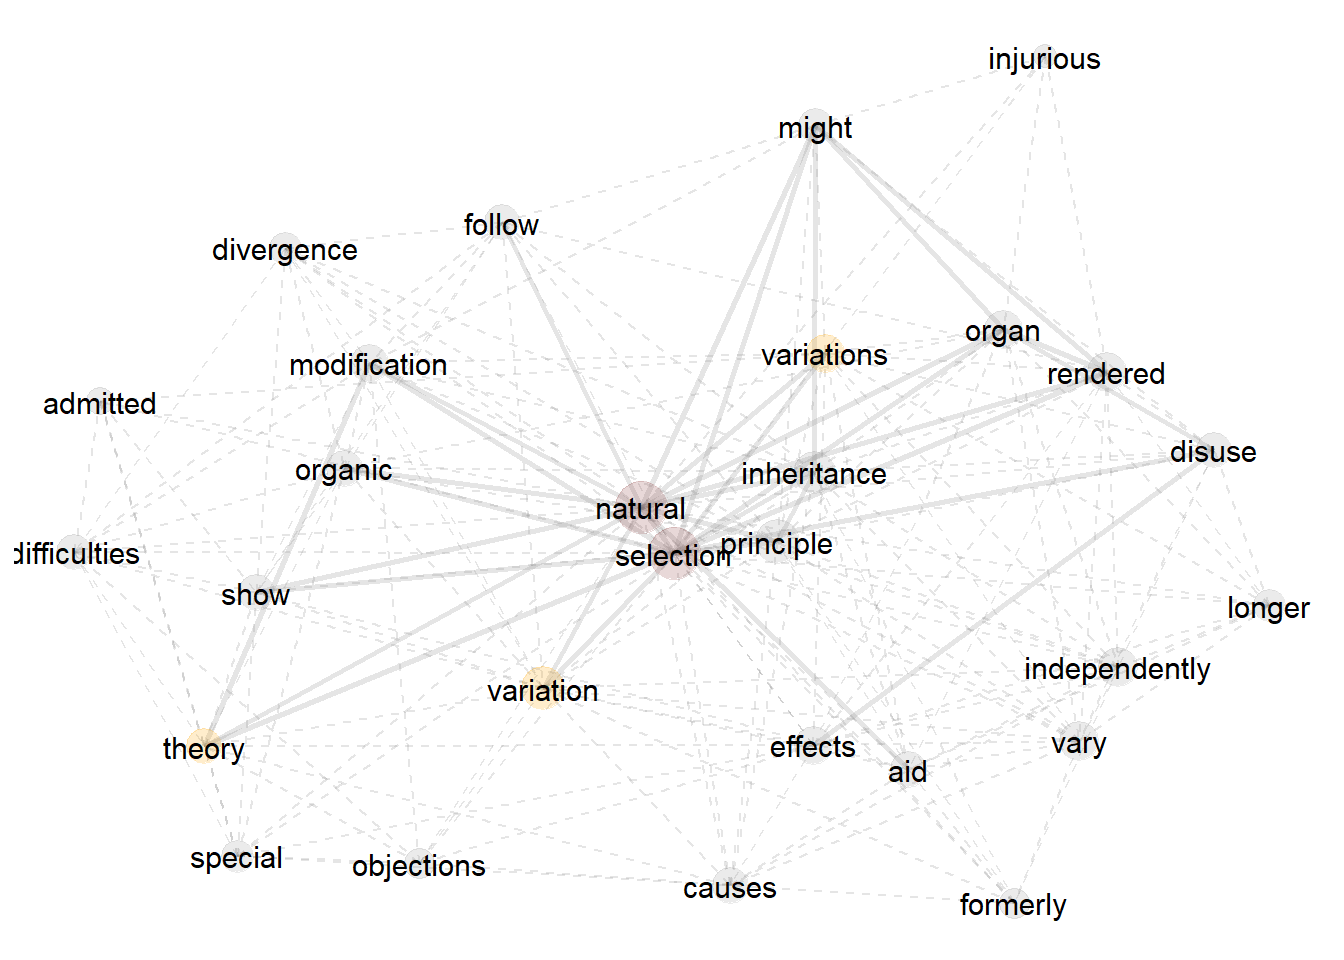 injurious
might
follow
divergence
organ
variations
modification
rendered
admitted
disuse
organic
inheritance
natural
principle
selection
difficulties
show
longer
independently
variation
vary
effects
theory
aid
special
objections
causes
formerly